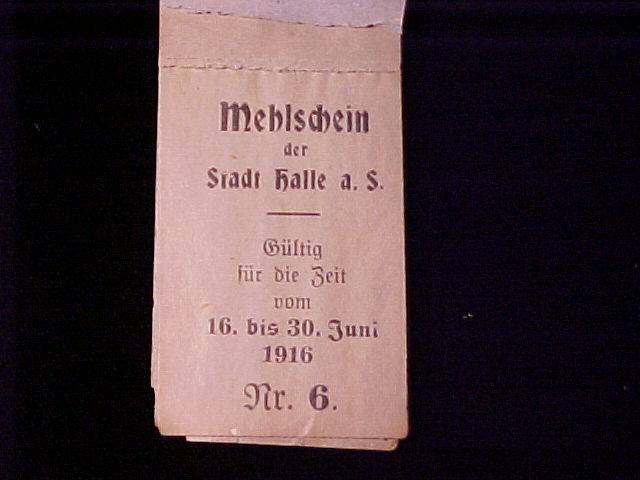 Mehlschein
der
Stadt Halle a. S.
Gültig
für die Zeit
vom
16. bis 30. Juni
1916
Nr. 6.